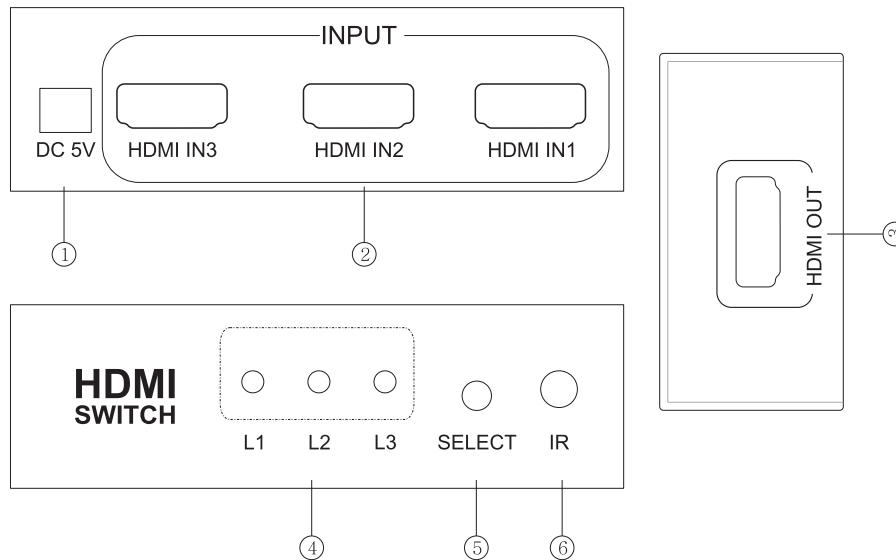 INPUT
DC 5V HDMI IN3 HDMI IN2 HDMI IN1
① ②
HDMI OUT
③
HDMI
SWITCH
L1 L2 L3 SELECT IR
④ ⑤ ⑥